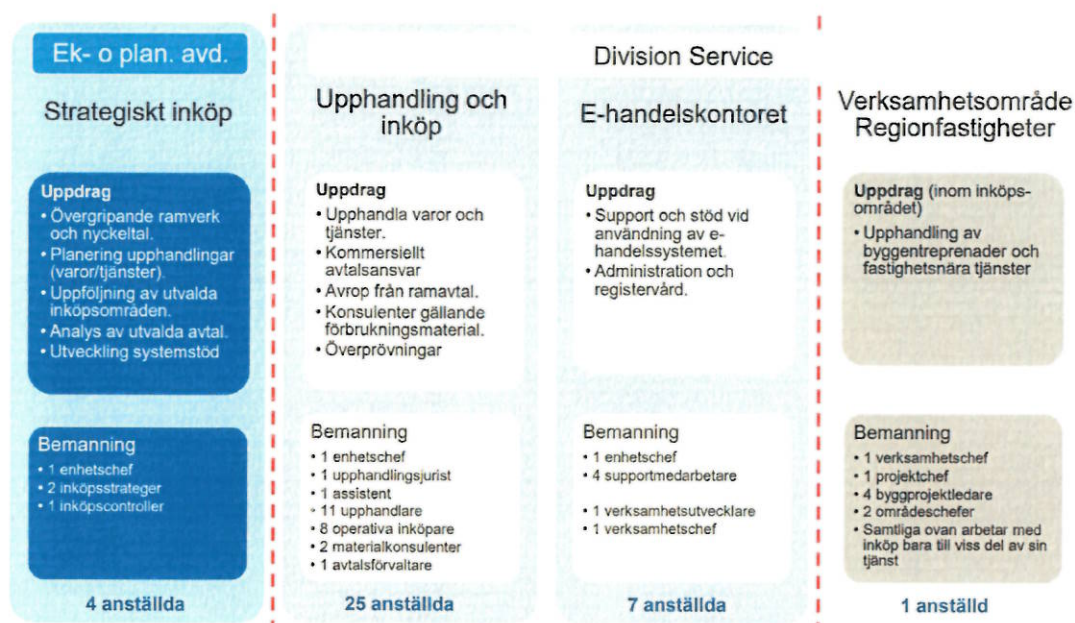 Ek- o plan. avd.
Strategiskt inköp
Uppdrag
• Övergripande ramverk
och nyckeltal.
• Planering upphandlingar
(varor/tjänster).
• Uppföljning av utvalda
inköpsområden.
• Analys av utvalda avtal.
• Utveckling systemstöd
Bemanning
• 1 enhetschef
• 2 inköpsstrateger
• 1 inköpscontroller
4 anställda
Division Service
Upphandling och
inköp
Uppdrag
• Upphandla varor och
tjänster.
• Kommersiellt
avtalsansvar
• Avrop från ramavtal.
• Konsulenter gällande
förbrukningsmaterial.
• Överprövningar
Bemanning
• 1 enhetschef
• 1 upphandlingsjurist
• 1 assistent
• 11 upphandlare
• 8 operativa inköpare
• 2 materialkonsulenter
• 1 avtalsförvaltare
25 anställda
E-handelskontoret
Uppdrag
• Support och stöd vid
användning av e-
handelssystemet.
• Administration och
registervård.
Bemanning
• 1 enhetschef
• 4 supportmedarbetare
• 1 verksamhetsutvecklare
• 1 verksamhetschef
7 anställda
Verksamhetsområde
Regionfastigheter
Uppdrag (inom inköps-
området)
• Upphandling av
byggentreprenader och
fastighetsnära tjänster
Bemanning
• 1 verksamhetschef
• 1 projektchef
• 4 byggprojektledare
• 2 områdeschefer
• Samtliga ovan arbetar med
inköp bara till viss del av sin
tjänst
1 anställd